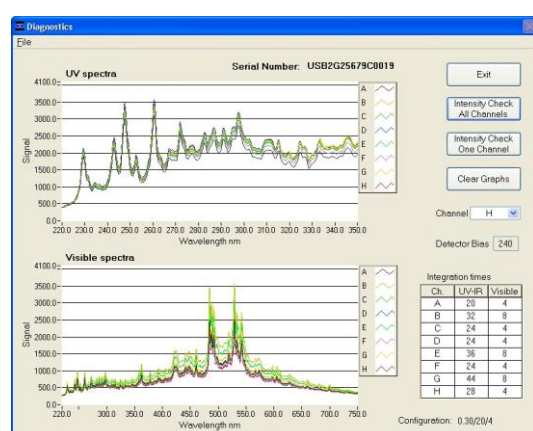 Diagnostics
File
Serial Number: USB2G25679C0019
UV spectra
4100.0
3500.0
3000.0
2500.0
2000.0
1500.0
1000.0
500.0
0.0
Signal
220.0 230.0 240.0 250.0 260.0 270.0 280.0 290.0 300.0 310.0 320.0 330.0 340.0 350.0
Wavelength nm
A
B
C
D
E
F
G
H
Visible spectra
4100.0
3500.0
3000.0
2500.0
2000.0
1500.0
1000.0
500.0
0.0
Signal
220.0 250.0 300.0 350.0 400.0 450.0 500.0 550.0 600.0 650.0 700.0 750.0
Wavelength nm
A
B
C
D
E
F
G
H
Exit
Intensity Check
All Channels
Intensity Check
One Channel
Clear Graphs
Channel H
Detector Bias 240
Integration times
Ch. UV-IR Visible
A 20 4
B 32 8
C 24 4
D 24 4
E 36 8
F 24 4
G 44 8
H 28 4
Configuration: 0.30/20/4